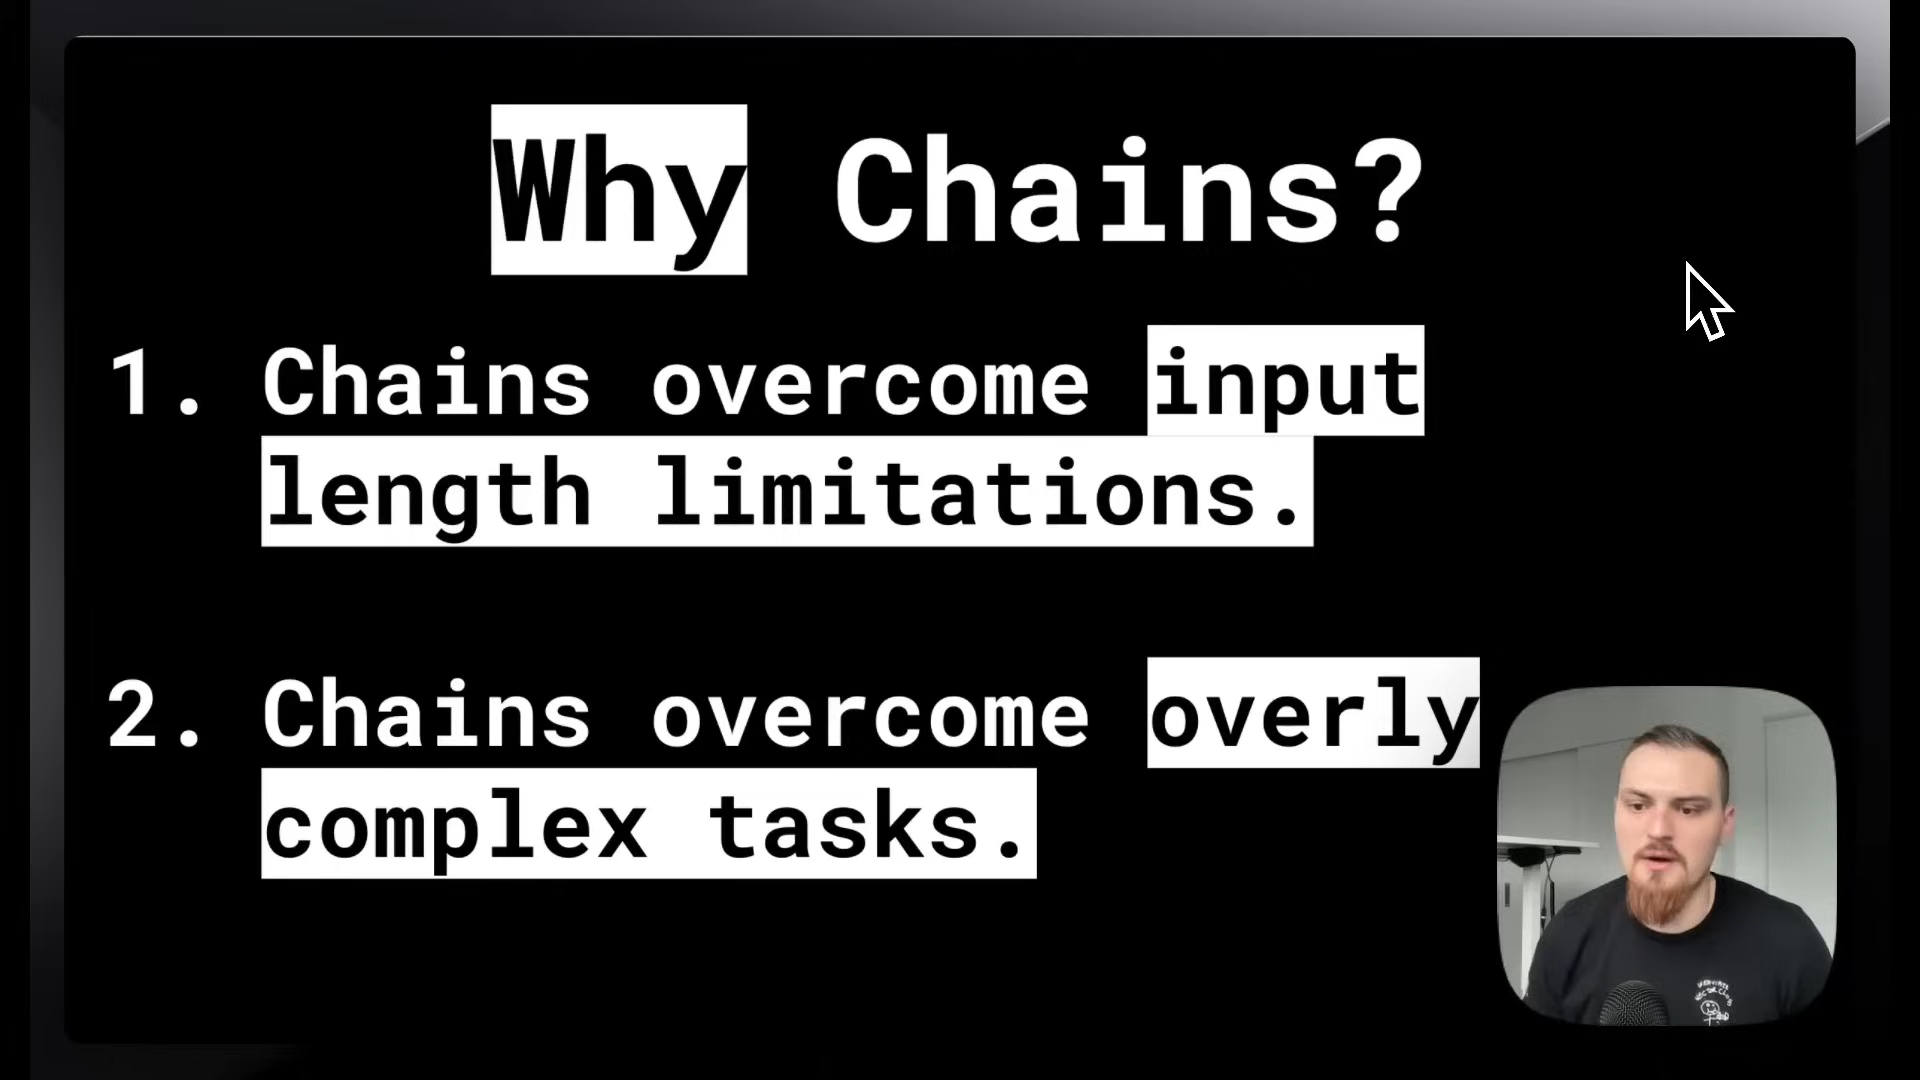 Why Chains?
1. Chains overcome input
length limitations.
2. Chains overcome overly
complex tasks.